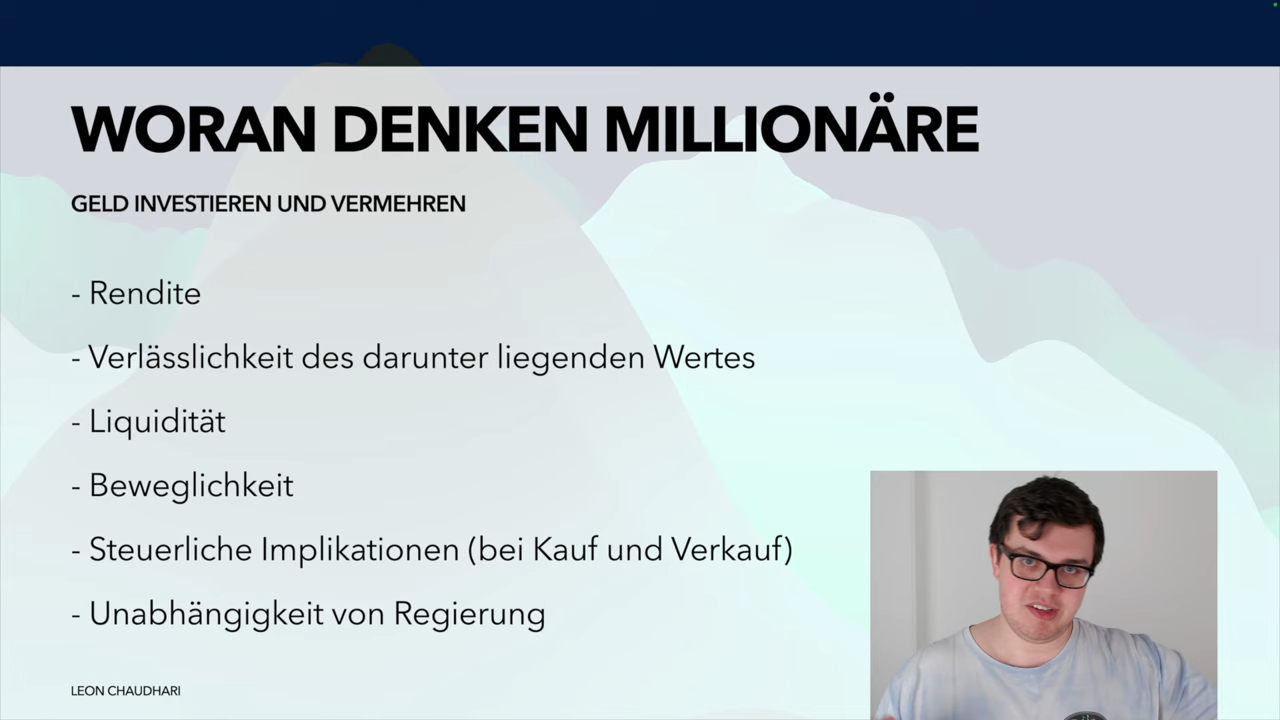 WORAN DENKEN MILLIONÄRE
GELD INVESTIEREN UND VERMEHREN
- Rendite
- Verlässlichkeit des darunter liegenden Wertes
- Liquidität
- Beweglichkeit
- Steuerliche Implikationen (bei Kauf und Verkauf)
- Unabhängigkeit von Regierung
LEON CHAUDHARI